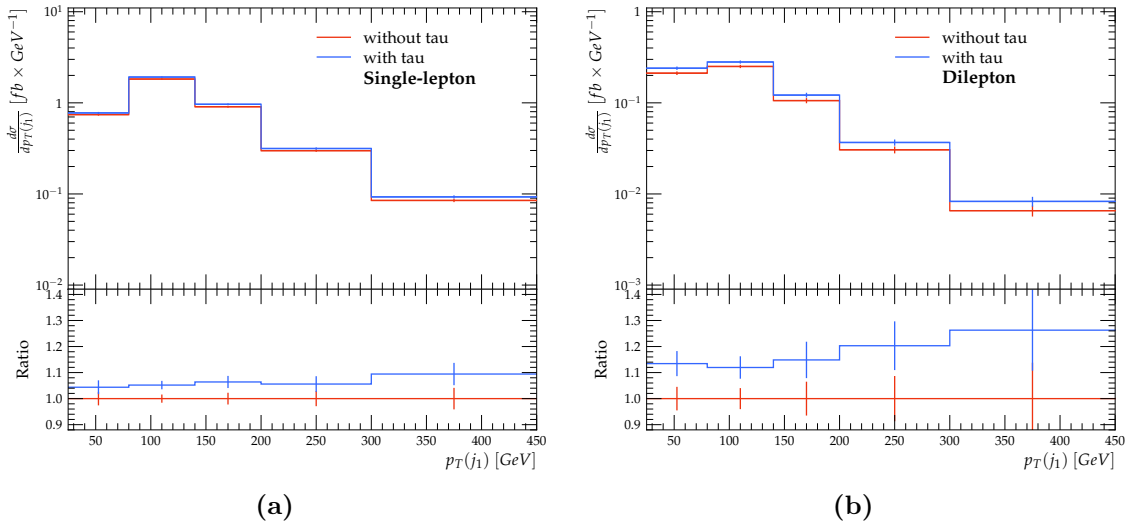 without tau
with tau
Single-lepton
10^1
1
10^{-1}
10^{-2}
\frac{dσ}{dp_T(j_1)} [fb × GeV^{-1}]
1.4
1.3
1.2
1.1
1.0
0.9
Ratio
50 100 150 200 250 300 350 400 450
p_T(j_1) [GeV]
(a)
without tau
with tau
Dilepton
1
10^{-1}
10^{-2}
10^{-3}
\frac{dσ}{dp_T(j_1)} [fb × GeV^{-1}]
1.4
1.3
1.2
1.1
1.0
0.9
Ratio
50 100 150 200 250 300 350 400 450
p_T(j_1) [GeV]
(b)